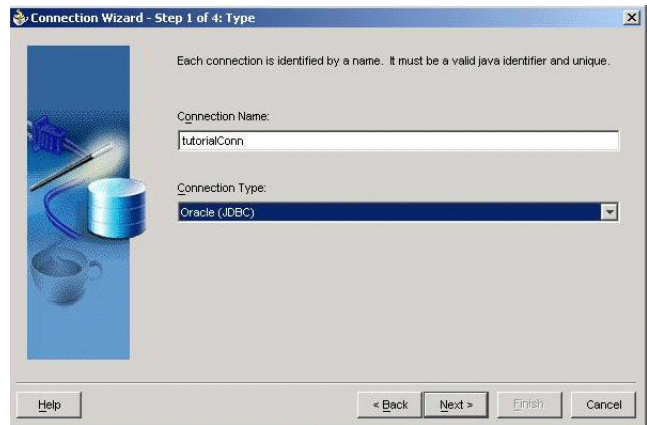 Connection Wizard - Step 1 of 4: Type
Each connection is identified by a name. It must be a valid java identifier and unique.
Connection Name:
tutorialConn
Connection Type:
Oracle (JDBC)
Help
< Back
Next >
Finish
Cancel